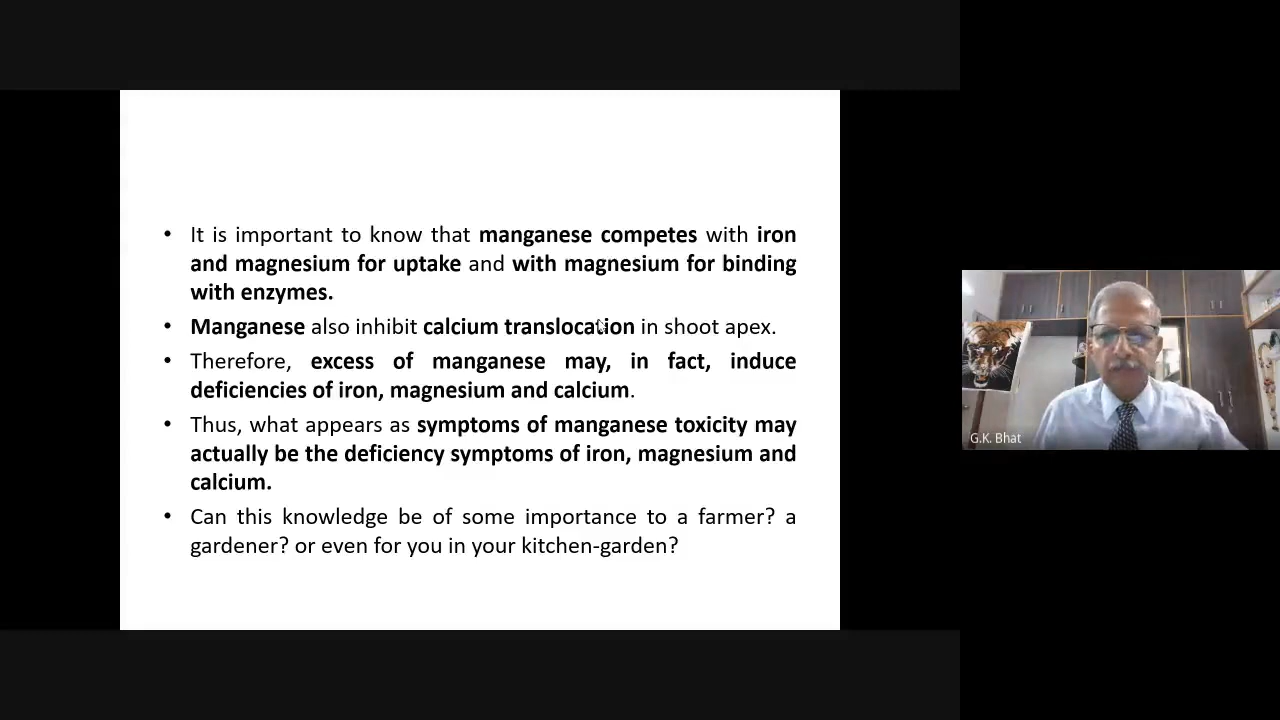 • It is important to know that manganese competes with iron
and magnesium for uptake and with magnesium for binding
with enzymes.
• Manganese also inhibit calcium translocation in shoot apex.
• Therefore, excess of manganese may, in fact, induce
deficiencies of iron, magnesium and calcium.
• Thus, what appears as symptoms of manganese toxicity may
actually be the deficiency symptoms of iron, magnesium and
calcium.
• Can this knowledge be of some importance to a farmer? a
gardener? or even for you in your kitchen-garden?
G.K. Bhat